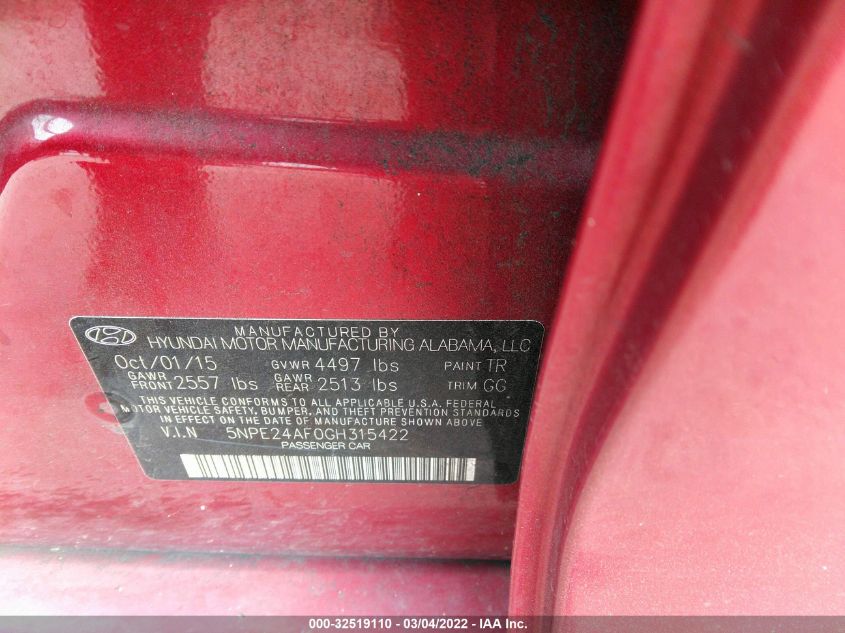 MANUFACTURED BY
HYUNDAI MOTOR MANUFACTURING ALABAMA, LLC
Oct/01/15 GVWR 4497 lbs PAINT TR
GAWR FRONT 2557 lbs GAWR REAR 2513 lbs TRIM GG
THIS VEHICLE CONFORMS TO ALL APPLICABLE U.S.A. FEDERAL
MOTOR VEHICLE SAFETY, BUMPER, AND THEFT PREVENTION STANDARDS
IN EFFECT ON THE DATE OF MANUFACTURE SHOWN ABOVE.
V.I.N 5NPE24AF0GH315422
PASSENGER CAR
000-32519110 - 03/04/2022 - IAA Inc.